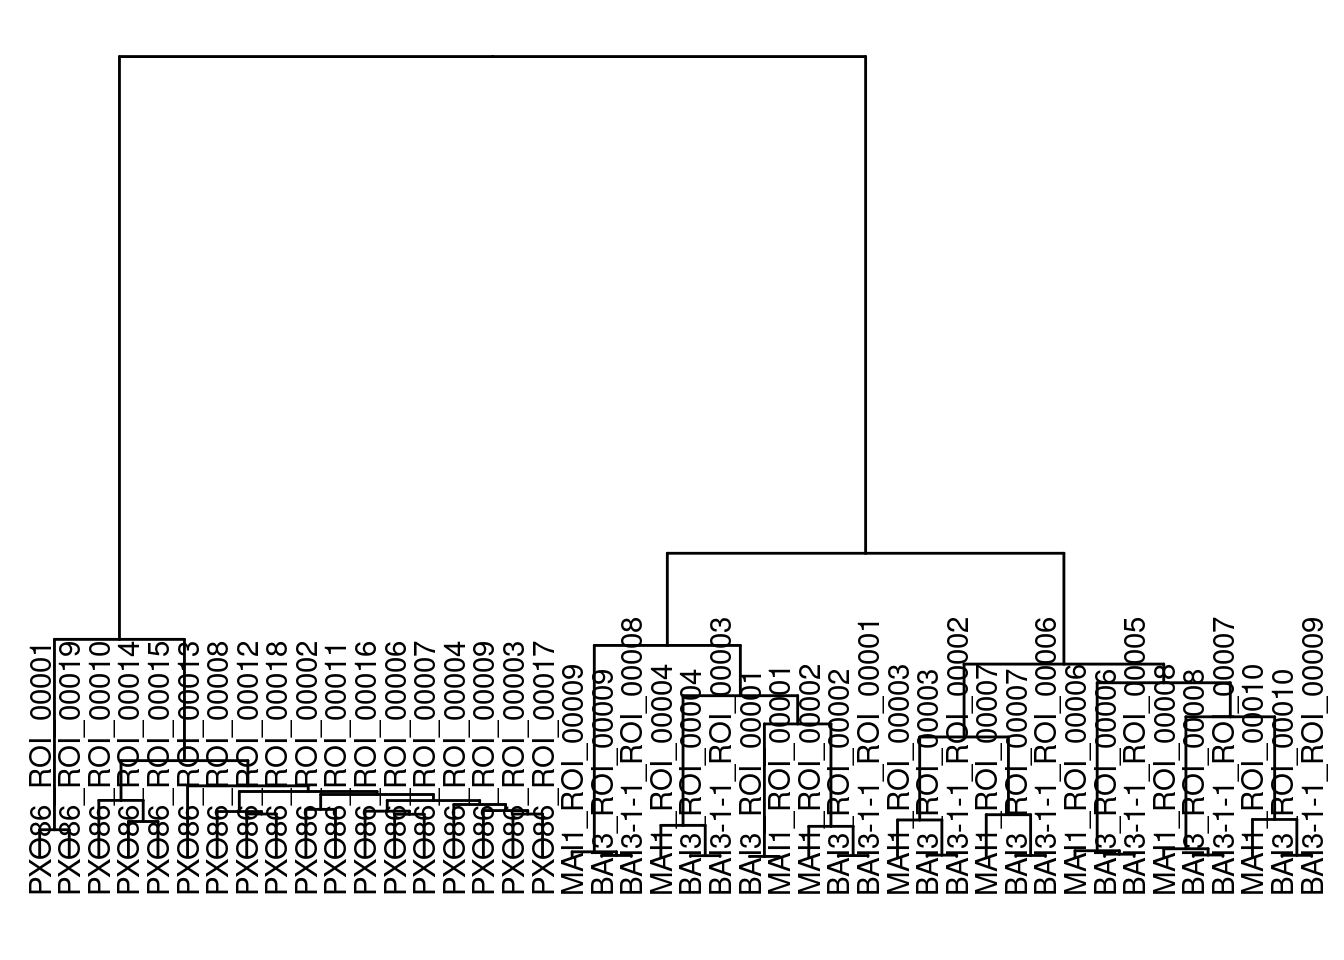 PXO86_ROI_00001
PXO86_ROI_00019
PXO86_ROI_00010
PXO86_ROI_00014
PXO86_ROI_00015
PXO86_ROI_00013
PXO86_ROI_00008
PXO86_ROI_00012
PXO86_ROI_00018
PXO86_ROI_00002
PXO86_ROI_00011
PXO86_ROI_00016
PXO86_ROI_00006
PXO86_ROI_00007
PXO86_ROI_00004
PXO86_ROI_00009
PXO86_ROI_00003
PXO86_ROI_00017
MAI1_ROI_00009
BAI3_ROI_00009
BAI3-1-1_ROI_00008
MAI1_ROI_00004
BAI3_ROI_00004
BAI3-1-1_ROI_00003
BAI3_ROI_00001
MAI1_ROI_00001
MAI1_ROI_00002
BAI3_ROI_00002
BAI3-1-1_ROI_00001
MAI1_ROI_00003
BAI3_ROI_00003
BAI3-1-1_ROI_00002
MAI1_ROI_00007
BAI3_ROI_00007
BAI3-1-1_ROI_00006
MAI1_ROI_00006
BAI3_ROI_00006
BAI3-1-1_ROI_00005
MAI1_ROI_00008
BAI3_ROI_00008
BAI3-1-1_ROI_00007
MAI1_ROI_00010
BAI3_ROI_00010
BAI3-1-1_ROI_00009